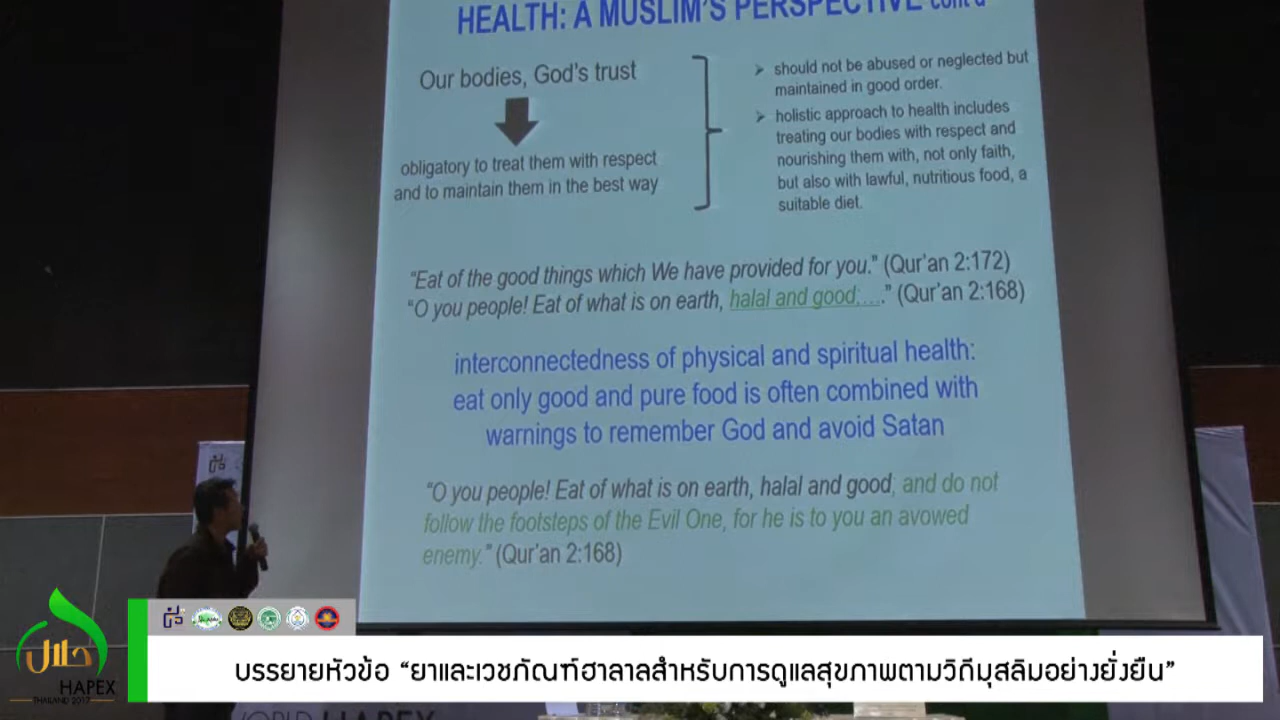 HEALTH: A MUSLIM'S PERSPECTIVE cont'd
Our bodies, God's trust
obligatory to treat them with respect
and to maintain them in the best way
➢ should not be abused or neglected but
maintained in good order.
➢ holistic approach to health includes
treating our bodies with respect and
nourishing them with, not only faith,
but also with lawful, nutritious food, a
suitable diet.
“Eat of the good things which We have provided for you.” (Qur'an 2:172)
“O you people! Eat of what is on earth, halal and good;....” (Qur'an 2:168)
interconnectedness of physical and spiritual health:
eat only good and pure food is often combined with
warnings to remember God and avoid Satan
“O you people! Eat of what is on earth, halal and good, and do not
follow the footsteps of the Evil One, for he is to you an avowed
enemy.” (Qur'an 2:168)
حلال
HAPEX
THAILAND 2017
บรรยายหัวข้อ “ยาและเวชภัณฑ์ฮาลาลสำหรับการดูแลสุขภาพตามวิถีมุสลิมอย่างยั่งยืน”
WORLD HAPEX